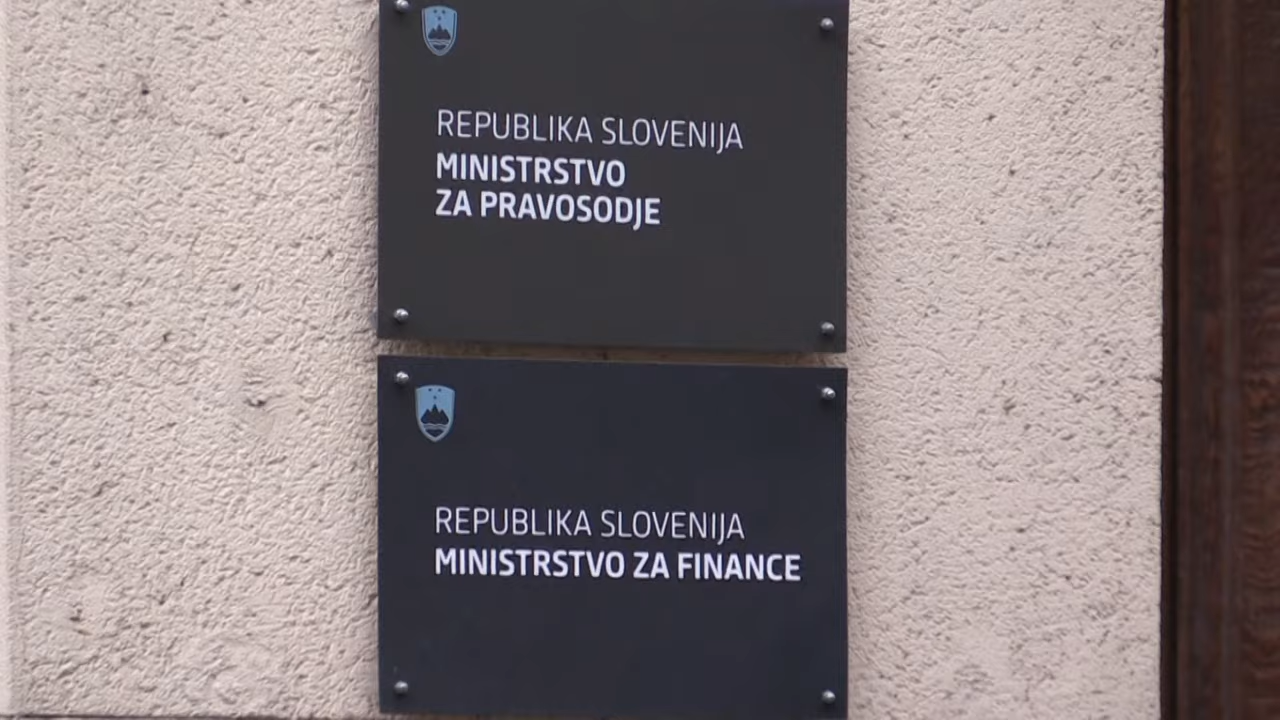 REPUBLIKA SLOVENIJA
MINISTRSTVO
ZA PRAVOSODJE
REPUBLIKA SLOVENIJA
MINISTRSTVO ZA FINANCE